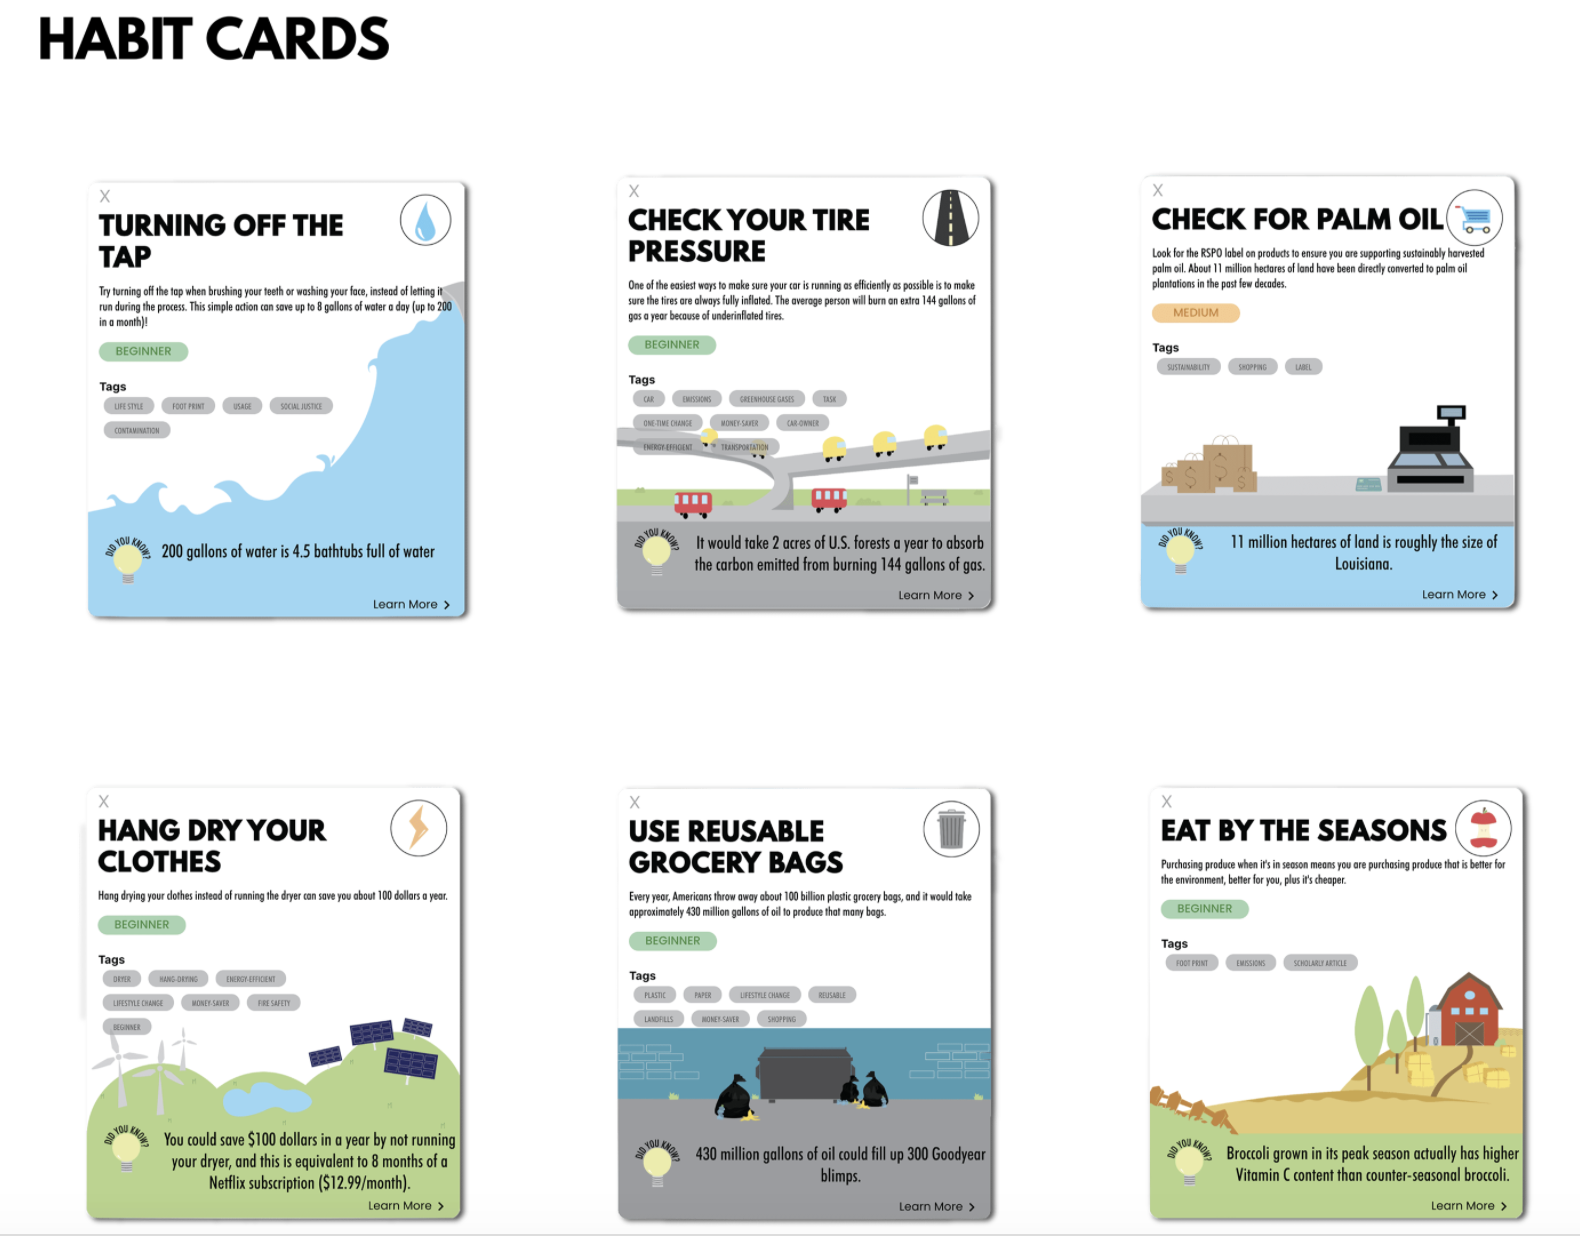 HABIT CARDS
X
TURNING OFF THE
TAP
Try turning off the tap when brushing your teeth or washing your face, instead of letting it
run during the process. This simple action can save up to 8 gallons of water a day (up to 200
in a month)!
BEGINNER
Tags
LIFE STYLE FOOT PRINT USAGE SOCIAL JUSTICE
CONTAMINATION
DID YOU KNOW?
200 gallons of water is 4.5 bathtubs full of water
Learn More >
X
CHECK YOUR TIRE
PRESSURE
One of the easiest ways to make sure your car is running as efficiently as possible is to make
sure the tires are always fully inflated. The average person will burn an extra 144 gallons of
gas a year because of underinflated tires.
BEGINNER
Tags
CAR EMISSIONS GREENHOUSE GASES TASK
ONE-TIME CHANGE MONEY-SAVER CAR-OWNER
ENERGY-EFFICIENT TRANSPORTATION
DID YOU KNOW?
It would take 2 acres of U.S. forests a year to absorb
the carbon emitted from burning 144 gallons of gas.
Learn More >
X
CHECK FOR PALM OIL
Look for the RSPO label on products to ensure you are supporting sustainably harvested
palm oil. About 11 million hectares of land have been directly converted to palm oil
plantations in the past few decades.
MEDIUM
Tags
SUSTAINABILITY SHOPPING LABEL
$ $ $ $
DID YOU KNOW?
11 million hectares of land is roughly the size of
Louisiana.
Learn More >
X
HANG DRY YOUR
CLOTHES
Hang drying your clothes instead of running the dryer can save you about 100 dollars a year.
BEGINNER
Tags
DRYER HANG-DRYING ENERGY-EFFICIENT
LIFESTYLE CHANGE MONEY-SAVER FIRE SAFETY
BEGINNER
DID YOU KNOW?
You could save $100 dollars in a year by not running
your dryer, and this is equivalent to 8 months of a
Netflix subscription ($12.99/month).
Learn More >
X
USE REUSABLE
GROCERY BAGS
Every year, Americans throw away about 100 billion plastic grocery bags, and it would take
approximately 430 million gallons of oil to produce that many bags.
BEGINNER
Tags
PLASTIC PAPER LIFESTYLE CHANGE REUSABLE
LANDFILLS MONEY-SAVER SHOPPING
DID YOU KNOW?
430 million gallons of oil could fill up 300 Goodyear
blimps.
Learn More >
X
EAT BY THE SEASONS
Purchasing produce when it's in season means you are purchasing produce that is better for
the environment, better for you, plus it's cheaper.
BEGINNER
Tags
FOOT PRINT EMISSIONS SCHOLARLY ARTICLE
DID YOU KNOW?
Broccoli grown in its peak season actually has higher
Vitamin C content than counter-seasonal broccoli.
Learn More >